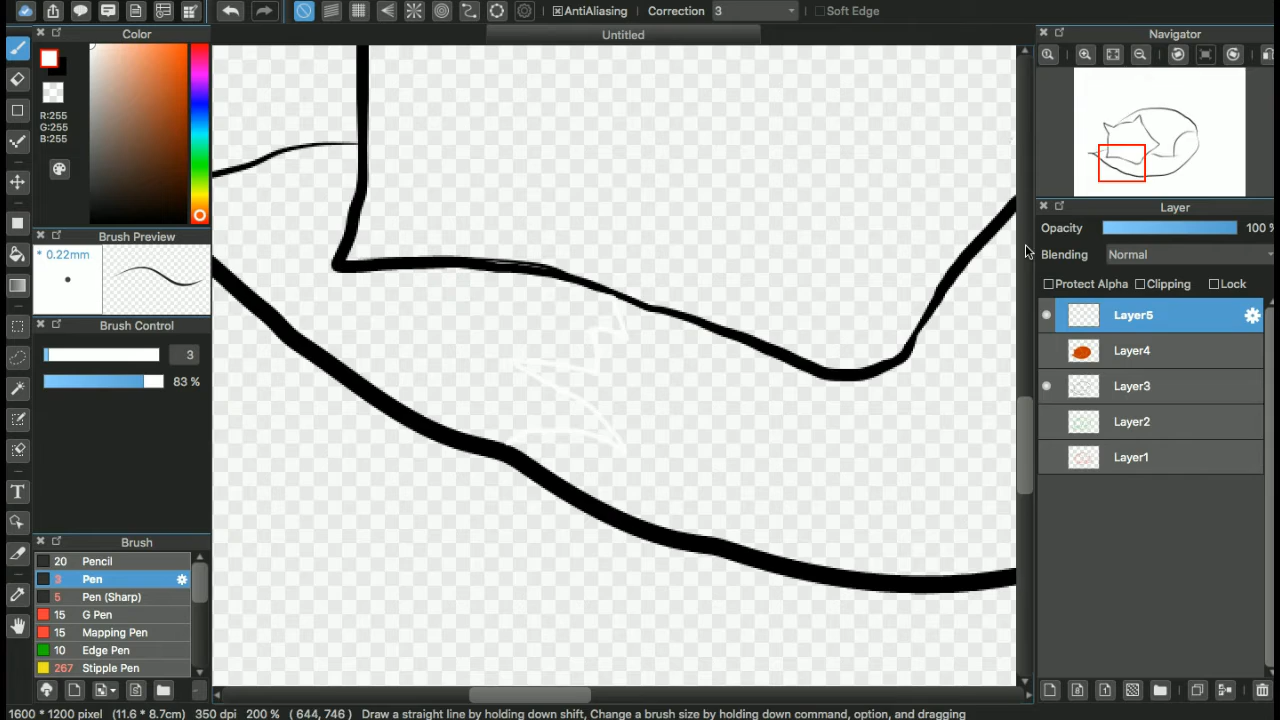 AntiAliasing Correction 3 Soft Edge
Color
Untitled
Navigator
R:255
G:255
B:255
Brush Preview
* 0.22mm
Brush Control
3
83 %
Layer
Opacity 100 %
Blending Normal
Protect Alpha Clipping Lock
Layer5
Layer4
Layer3
Layer2
Layer1
Brush
20 Pencil
3 Pen
5 Pen (Sharp)
15 G Pen
15 Mapping Pen
10 Edge Pen
267 Stipple Pen
T
1600 * 1200 pixel (11.6 * 8.7cm) 350 dpi 200 % ( 644, 746 ) Draw a straight line by holding down shift, Change a brush size by holding down command, option, and dragging